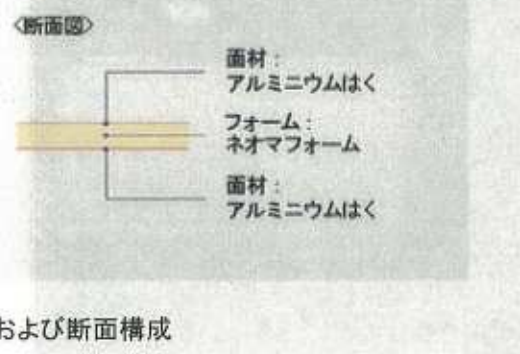 〈断面図〉
面材：
アルミニウムはく
フォーム：
ネオマフォーム
面材：
アルミニウムはく
および断面構成